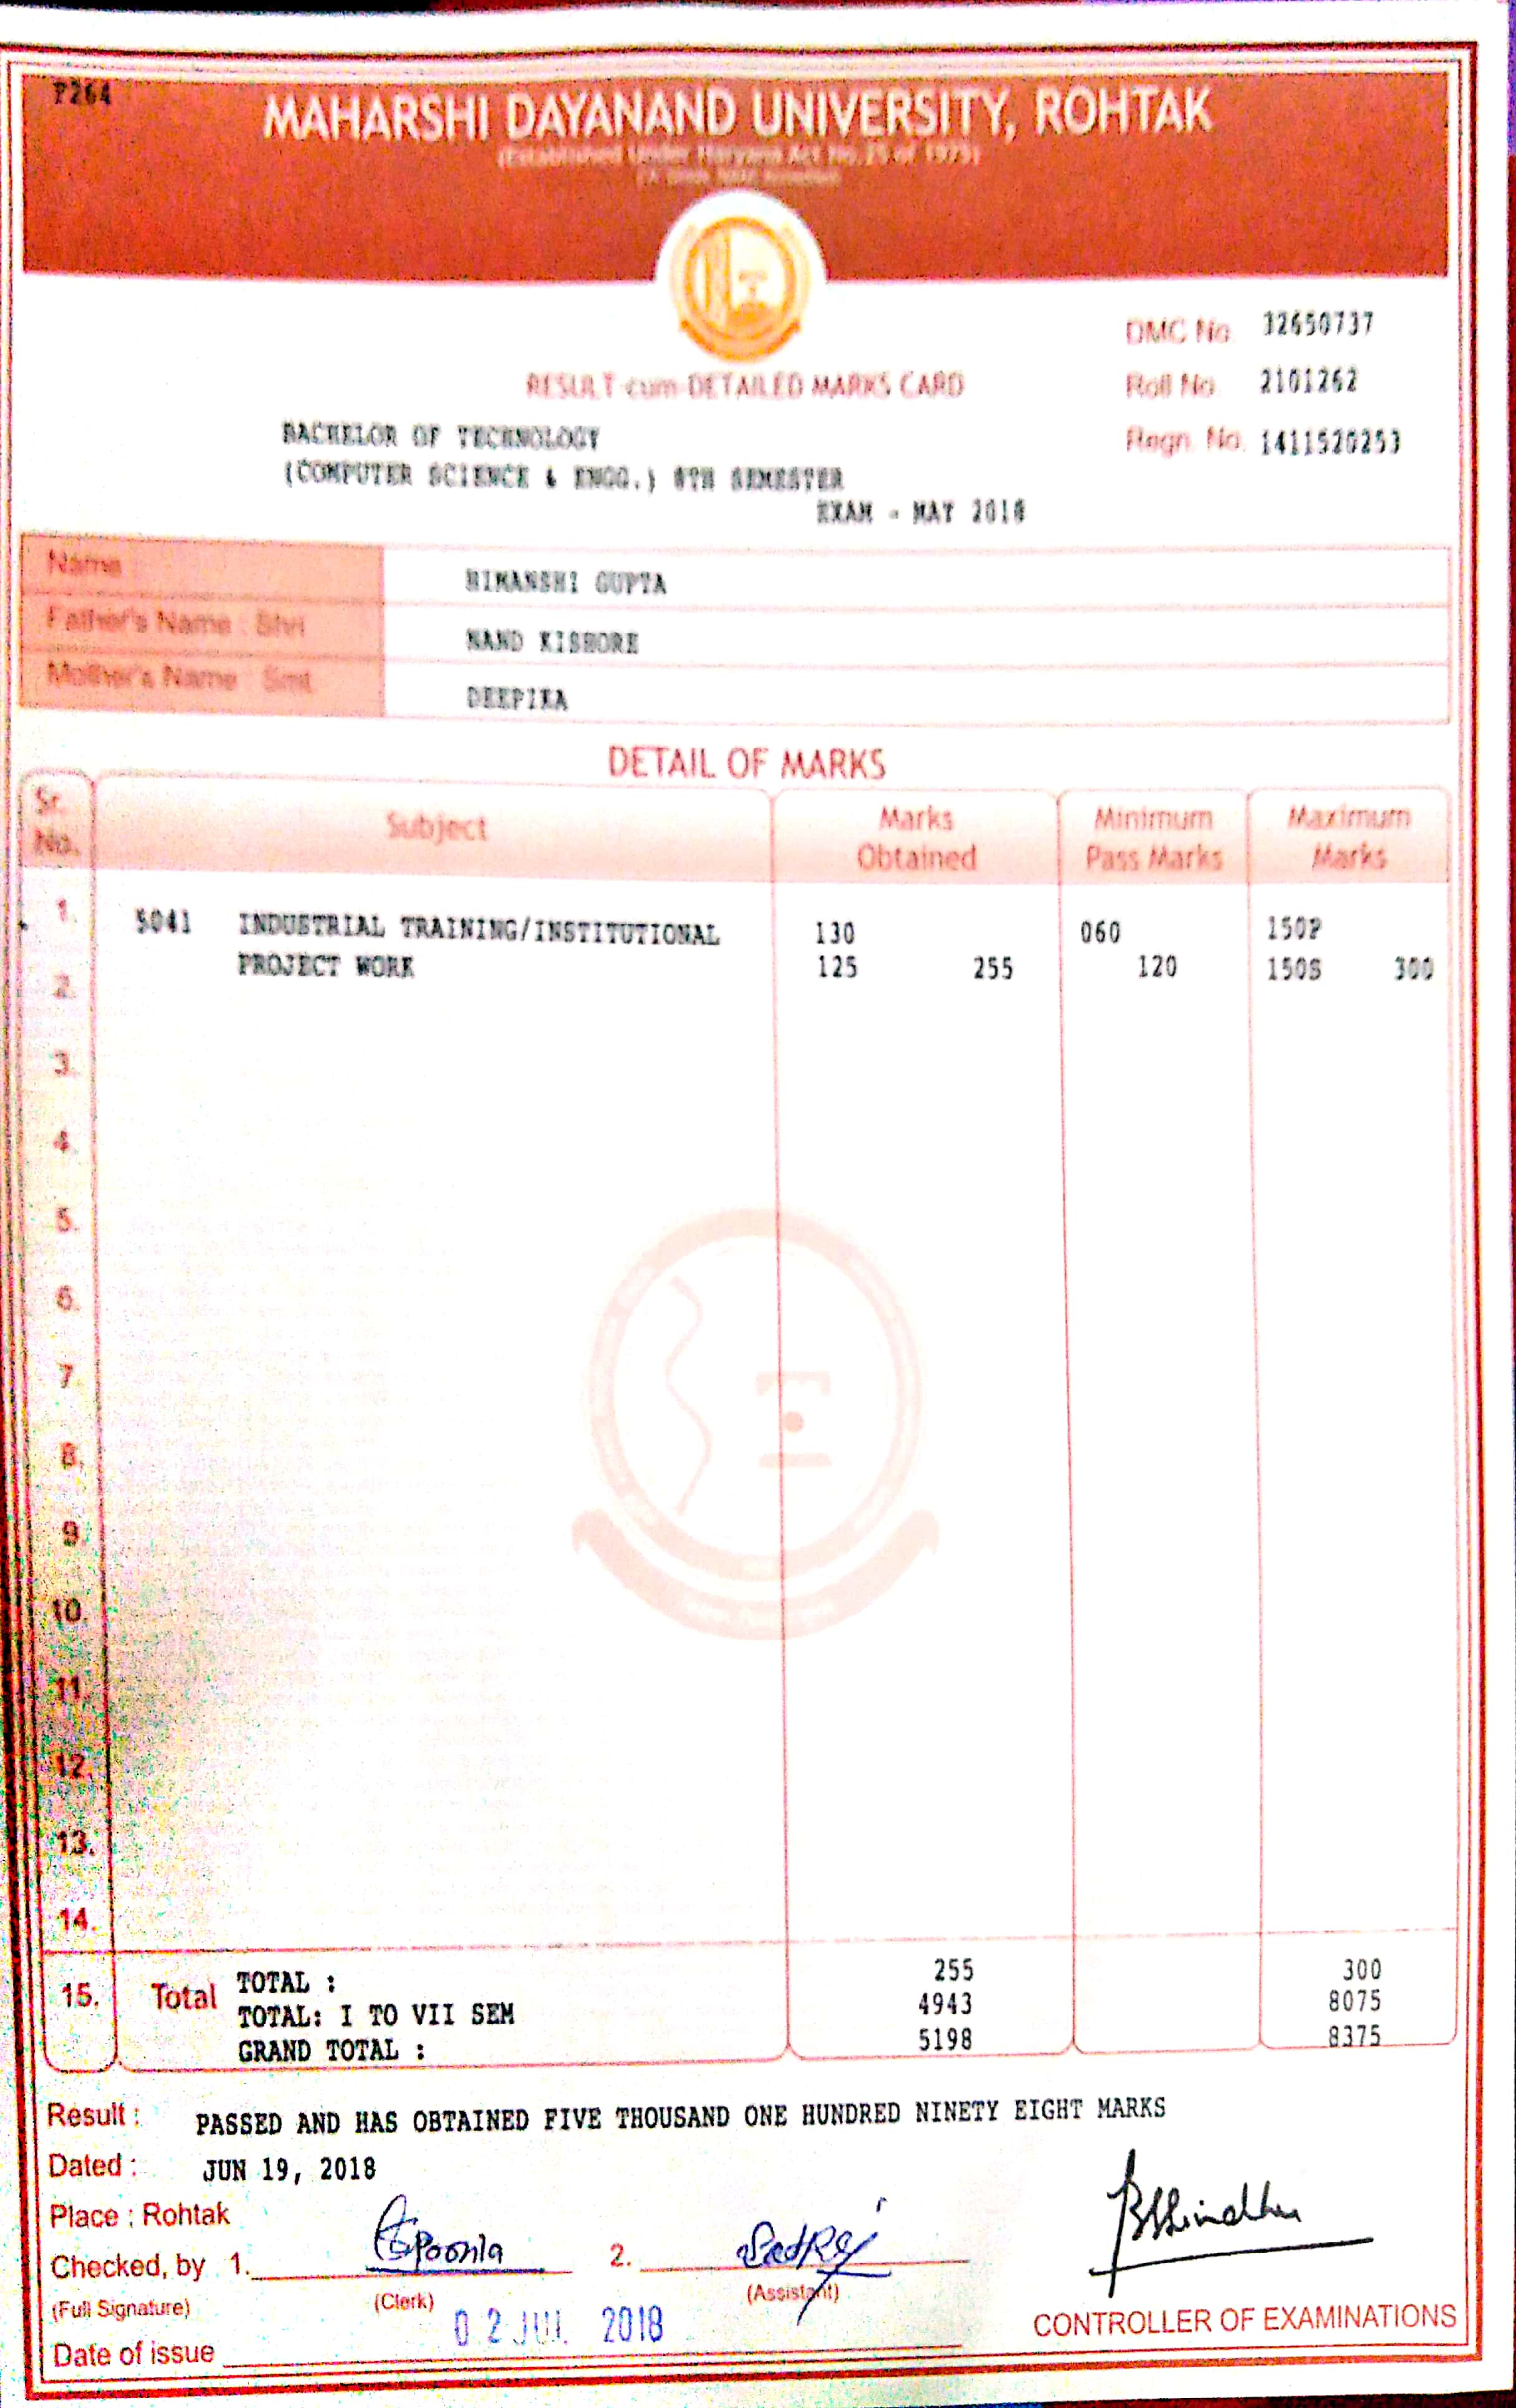 P264
MAHARSHI DAYANAND UNIVERSITY, ROHTAK
(Established Under Haryana Act No. 25 of 1975)
DMC No. 32650737
RESULT-cum-DETAILED MARKS CARD
Roll No. 2101262
BACHELOR OF TECHNOLOGY
Regn. No. 1411520253
(COMPUTER SCIENCE & ENGG.) 8TH SEMESTER
EXAM - MAY 2018
Name : HIMANSHI GUPTA
Father's Name : Shri NAND KISHORE
Mother's Name : Smt. DEEPIKA
DETAIL OF MARKS
Sr. No. Subject Marks Obtained Minimum Pass Marks Maximum Marks
1. 5041 INDUSTRIAL TRAINING/INSTITUTIONAL 130 060 150P
2. PROJECT WORK 125 255 120 150S 300
3.
4.
5.
6.
7.
8.
9.
10.
11.
12.
13.
14.
15. Total TOTAL : 255 300
TOTAL: I TO VII SEM 4943 8075
GRAND TOTAL : 5198 8375
Result : PASSED AND HAS OBTAINED FIVE THOUSAND ONE HUNDRED NINETY EIGHT MARKS
Dated : JUN 19, 2018
Place : Rohtak
Checked, by 1. 2.
(Full Signature) (Clerk) (Assistant)
CONTROLLER OF EXAMINATIONS
Date of issue 02 JUL 2018